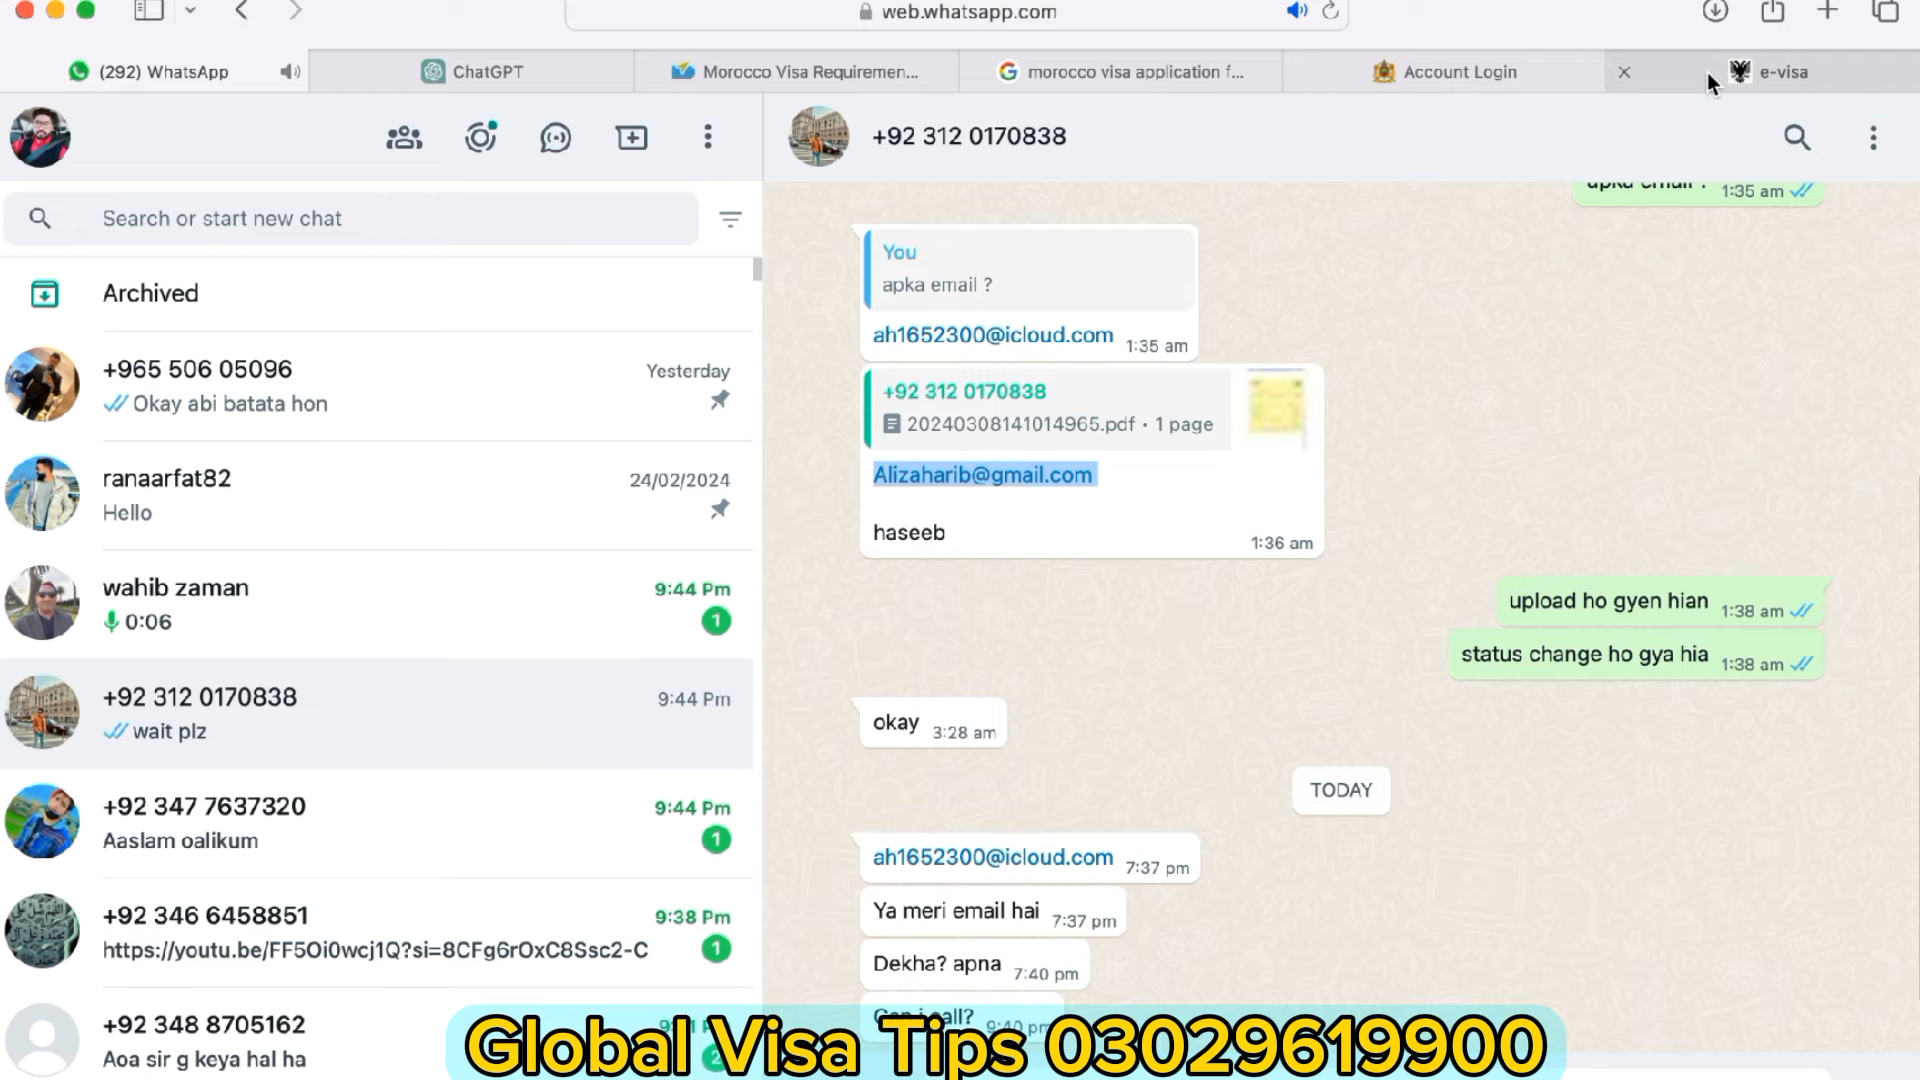 web.whatsapp.com
(292) WhatsApp
ChatGPT
Morocco Visa Requiremen...
morocco visa application f...
Account Login
e-visa
+92 312 0170838
Search or start new chat
Archived
+965 506 05096
Yesterday
Okay abi batata hon
ranaarfat82
24/02/2024
Hello
wahib zaman
9:44 Pm
0:06
1
+92 312 0170838
9:44 Pm
wait plz
+92 347 7637320
9:44 Pm
Aaslam oalikum
1
+92 346 6458851
9:38 Pm
https://youtu.be/FF5Oi0wcj1Q?si=8CFg6rOxC8Ssc2-C
1
+92 348 8705162
Aoa sir g keya hal ha
apka email ? 1:35 am
You
apka email ?
ah1652300@icloud.com 1:35 am
+92 312 0170838
20240308141014965.pdf • 1 page
Alizaharib@gmail.com
haseeb 1:36 am
upload ho gyen hian 1:38 am
status change ho gya hia 1:38 am
okay 3:28 am
TODAY
ah1652300@icloud.com 7:37 pm
Ya meri email hai 7:37 pm
Dekha? apna 7:40 pm
call? 9:40 pm
Global Visa Tips 03029619900